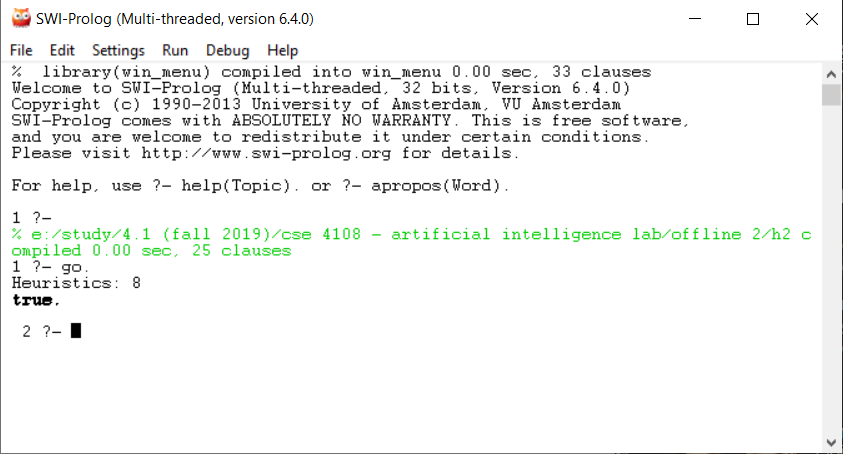 SWI-Prolog (Multi-threaded, version 6.4.0)
File Edit Settings Run Debug Help
%  library(win_menu) compiled into win_menu 0.00 sec, 33 clauses
Welcome to SWI-Prolog (Multi-threaded, 32 bits, Version 6.4.0)
Copyright (c) 1990-2013 University of Amsterdam, VU Amsterdam
SWI-Prolog comes with ABSOLUTELY NO WARRANTY. This is free software,
and you are welcome to redistribute it under certain conditions.
Please visit http://www.swi-prolog.org for details.
For help, use ?- help(Topic). or ?- apropos(Word).
1 ?-
% e:/study/4.1 (fall 2019)/cse 4108 - artificial intelligence lab/offline 2/h2 c
ompiled 0.00 sec, 25 clauses
1 ?- go.
Heuristics: 8
true.
2 ?-